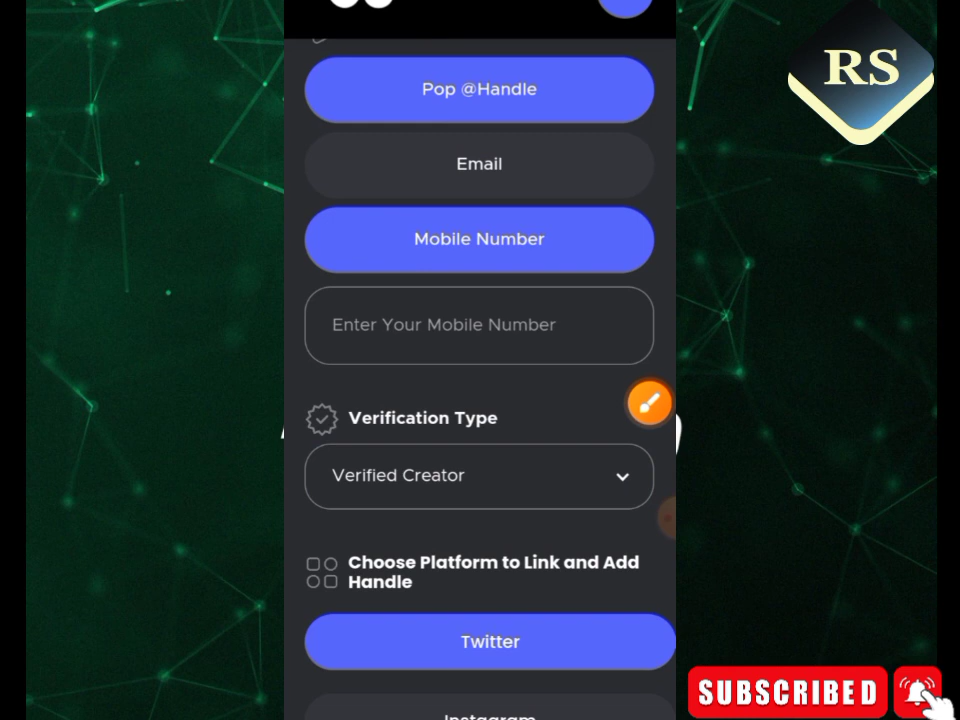 RS
Pop @Handle
Email
Mobile Number
Enter Your Mobile Number
Verification Type
Verified Creator
Choose Platform to Link and Add
Handle
Twitter
Instagram
SUBSCRIBED